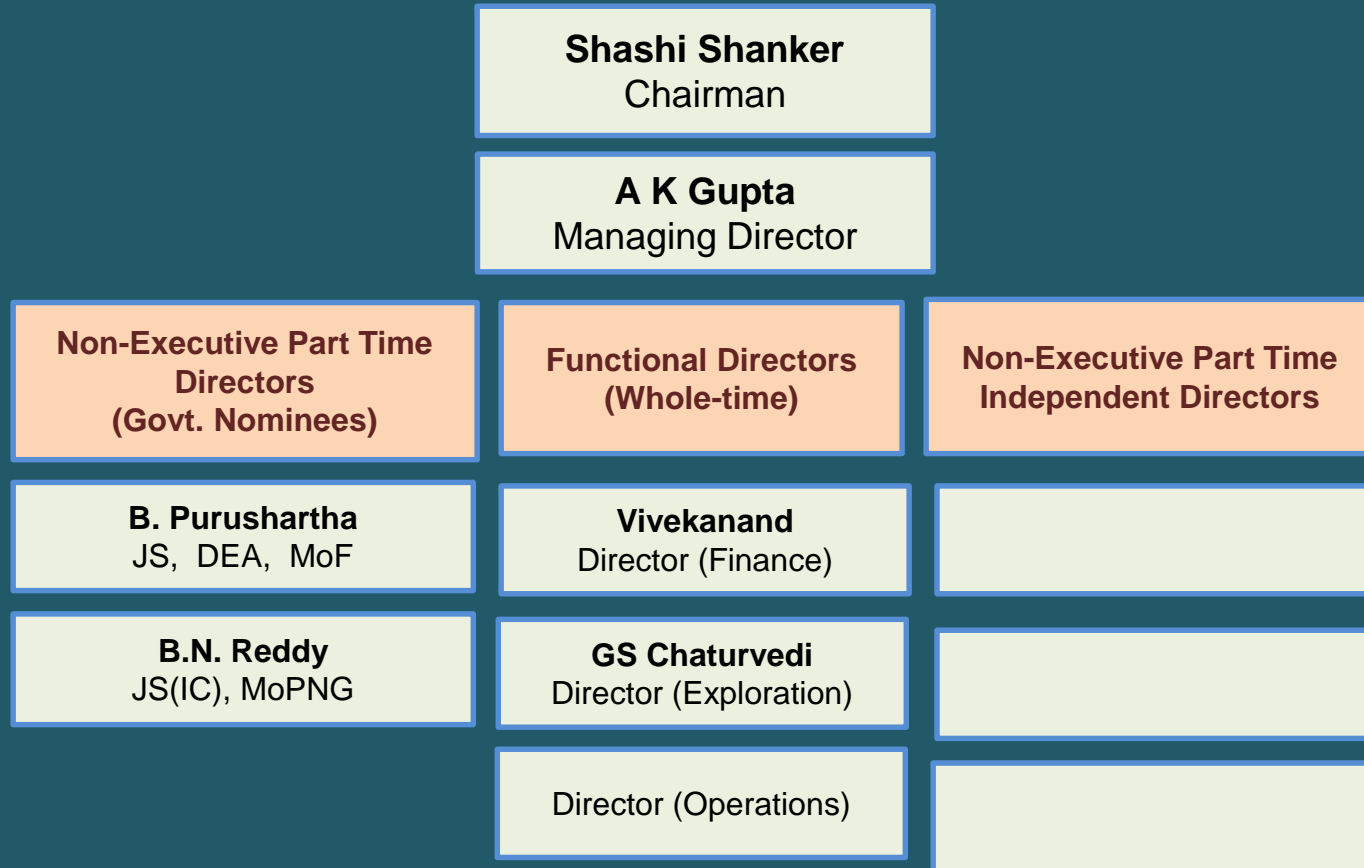 Shashi Shanker
Chairman
A K Gupta
Managing Director
Non-Executive Part Time
Directors
(Govt. Nominees)
B. Purushartha
JS, DEA, MoF
B.N. Reddy
JS(IC), MoPNG
Functional Directors
(Whole-time)
Vivekanand
Director (Finance)
GS Chaturvedi
Director (Exploration)
Director (Operations)
Non-Executive Part Time
Independent Directors